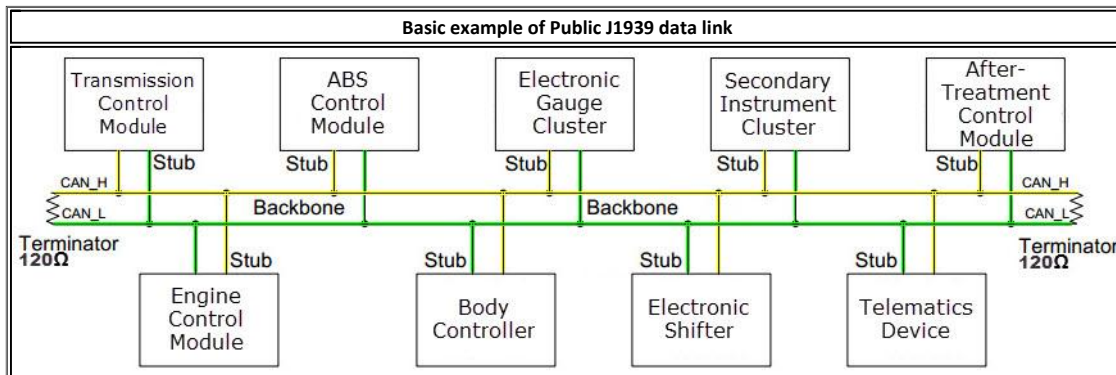 Basic example of Public J1939 data link
Transmission
Control
Module
ABS
Control
Module
Electronic
Gauge
Cluster
Secondary
Instrument
Cluster
After-
Treatment
Control
Module
Stub
Stub
Stub
Stub
Stub
CAN_H
CAN_H
CAN_L
Backbone
Backbone
CAN_L
Terminator
120Ω
Stub
Stub
Stub
Stub
Terminator
120Ω
Engine
Control
Module
Body
Controller
Electronic
Shifter
Telematics
Device